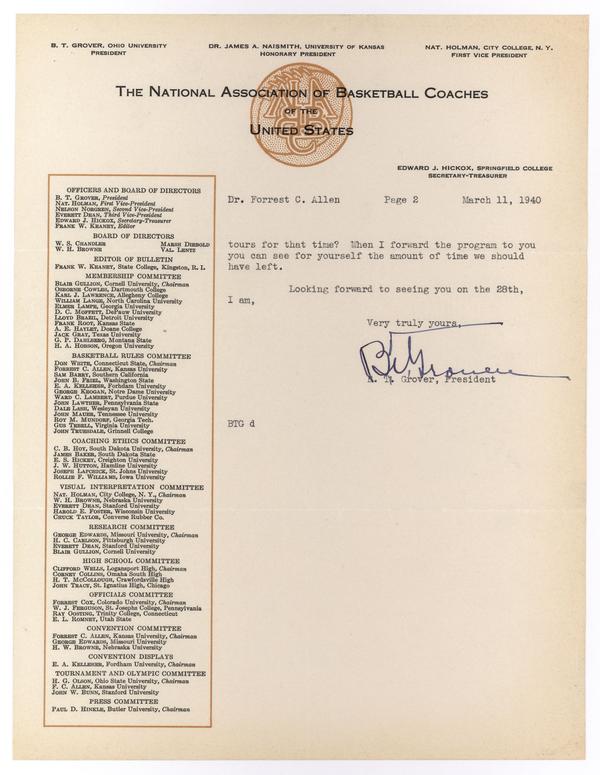 B. T. GROVER, OHIO UNIVERSITY
PRESIDENT
DR. JAMES A. NAISMITH, UNIVERSITY OF KANSAS
HONORARY PRESIDENT
NAT. HOLMAN, CITY COLLEGE, N. Y.
FIRST VICE PRESIDENT
THE NATIONAL ASSOCIATION OF BASKETBALL COACHES
OF THE
UNITED STATES
EDWARD J. HICKOX, SPRINGFIELD COLLEGE
SECRETARY-TREASURER
OFFICERS AND BOARD OF DIRECTORS
B. T. GROVER, President
NAT. HOLMAN, First Vice-President
NELSON NORGREN, Second Vice-President
EVERETT DEAN, Third Vice-President
EDWARD J. HICKOX, Secretary-Treasurer
FRANK W. KEANEY, Editor
BOARD OF DIRECTORS
W. S. CHANDLER MARSH DIEBOLD
W. H. BROWNE VAL. LENTZ
EDITOR OF BULLETIN
FRANK W. KEANEY, State College, Kingston, R. I.
MEMBERSHIP COMMITTEE
BLAIR GULLION, Cornell University, Chairman
OSBORNE COWLES, Dartmouth College
KARL J. LAWRENCE, Allegheny College
WILLIAM LANGE, North Carolina University
ELMER LAMPE, Georgia University
D. C. MOFFETT, DePauw University
LLOYD BRAZIL, Detroit University
FRANK ROOT, Kansas State
A. E. HAYLET, Doane College
JACK GRAY, Texas University
G. P. DAHLBERG, Montana State
H. A. HOBSON, Oregon University
BASKETBALL RULES COMMITTEE
DON WHITE, Connecticut State, Chairman
FORREST C. ALLEN, Kansas University
SAM BARRY, Southern California
JOHN B. FRIEL, Washington State
E. A. KELLEHER, Fordham University
GEORGE KEOGAN, Notre Dame University
WARD C. LAMBERT, Purdue University
JOHN LAWTHER, Pennsylvania State
DALE LASH, Wesleyan University
JOHN MAUER, Tennessee University
ROY M. MUNDORF, Georgia Tech.
GUS TEBELL, Virginia University
JOHN TRUESDALE, Grinnell College
COACHING ETHICS COMMITTEE
C. B. HOY, South Dakota University, Chairman
JAMES BAKER, South Dakota State
E. S. HICKEY, Creighton University
J. W. HUTTON, Hamline University
JOSEPH LAPCHICK, St. Johns University
ROLLIE F. WILLIAMS, Iowa University
VISUAL INTERPRETATION COMMITTEE
NAT. HOLMAN, City College, N. Y., Chairman
W. H. BROWNE, Nebraska University
EVERETT DEAN, Stanford University
HAROLD E. FOSTER, Wisconsin University
CHUCK TAYLOR, Converse Rubber Co.
RESEARCH COMMITTEE
GEORGE EDWARDS, Missouri University, Chairman
H. C. CARLSON, Pittsburgh University
EVERETT DEAN, Stanford University
BLAIR GULLION, Cornell University
HIGH SCHOOL COMMITTEE
CLIFFORD WELLS, Logansport High, Chairman
CORNEY COLLINS, Omaha South High
H. T. MCCOLLOUGH, Crawfordsville High
JOHN TRACY, St. Ignatius High, Chicago
OFFICIALS COMMITTEE
FORREST COX, Colorado University, Chairman
W. J. FERGUSON, St. Josephs College, Pennsylvania
RAY OOSTING, Trinity College, Connecticut
E. L. ROMNEY, Utah State
CONVENTION COMMITTEE
FORREST C. ALLEN, Kansas University, Chairman
GEORGE EDWARDS, Missouri University
H. W. BROWNE, Nebraska University
CONVENTION DISPLAYS
E. A. KELLEHER, Fordham University, Chairman
TOURNAMENT AND OLYMPIC COMMITTEE
H. G. OLSON, Ohio State University, Chairman
F. C. ALLEN, Kansas University
JOHN W. BUNN, Stanford University
PRESS COMMITTEE
PAUL D. HINKLE, Butler University, Chairman
Dr. Forrest C. Allen Page 2 March 11, 1940
tours for that time? When I forward the program to you
you can see for yourself the amount of time we should
have left.
Looking forward to seeing you on the 28th,
I am,
Very truly yours,
B T Grover
B. T. Grover, President
BTG d